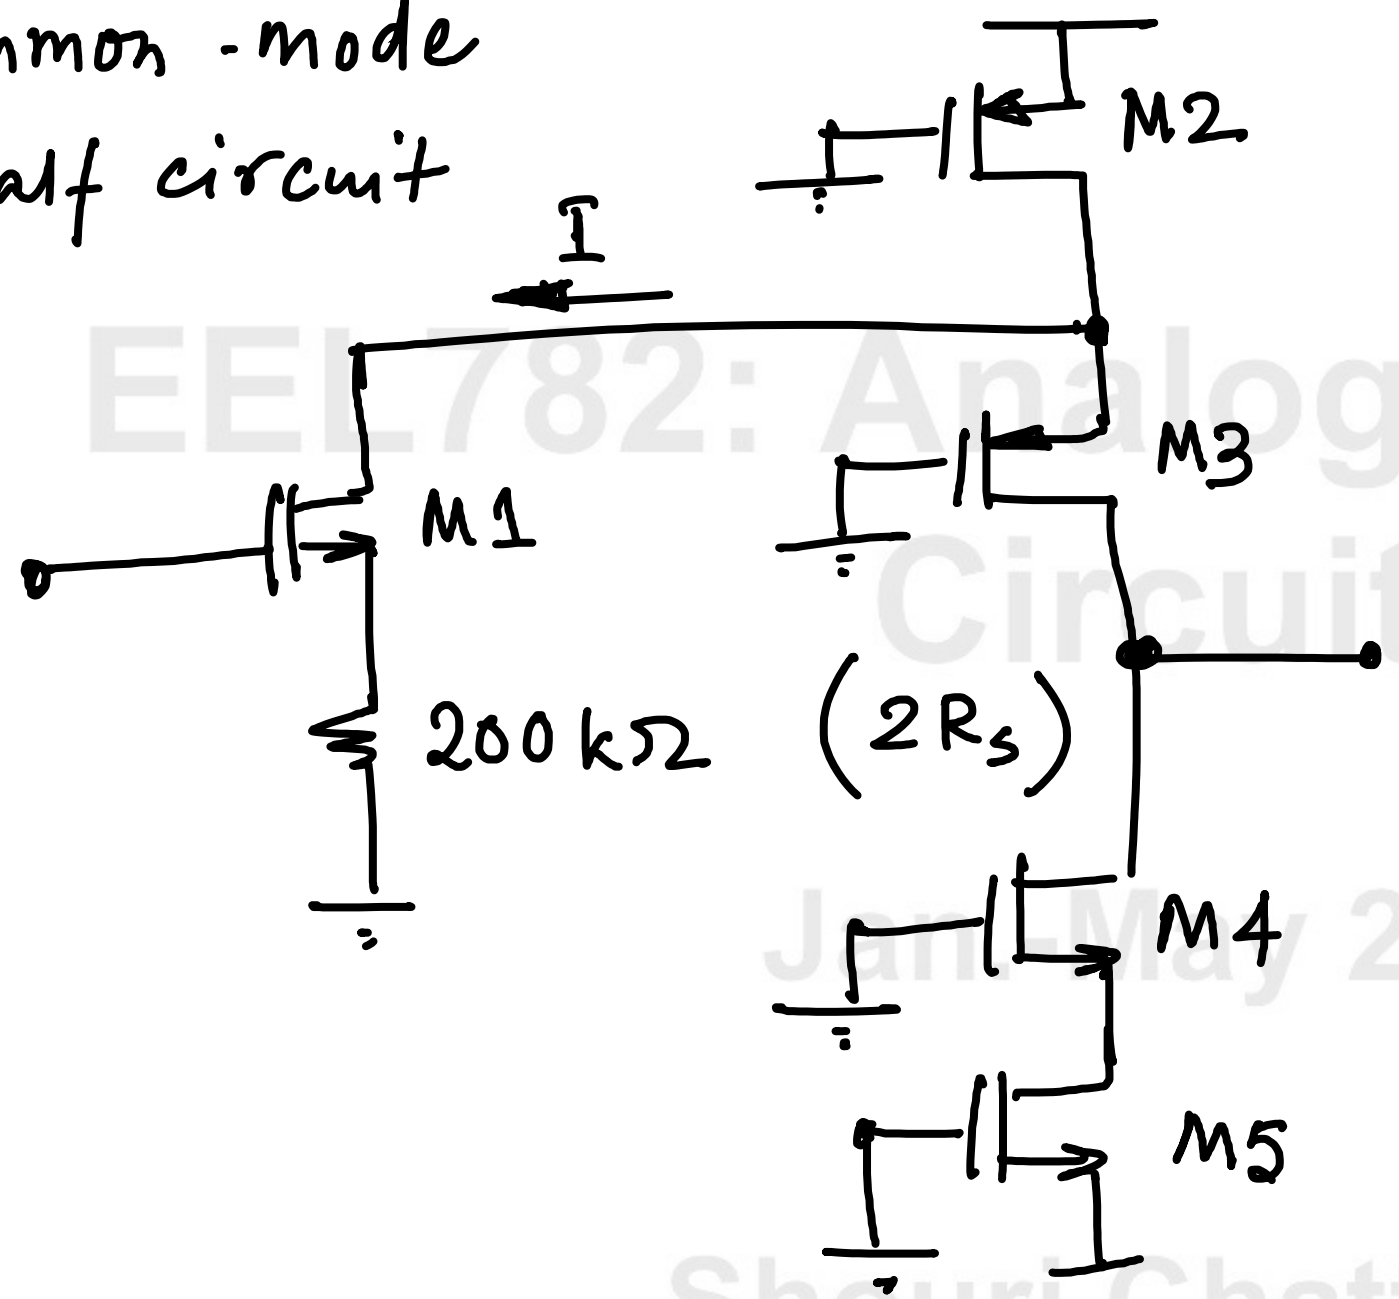 mmon - mode
alf circuit
I
M2
EEL782: Analog
M3
M1
Circuit
200 kΩ
(2Rs)
M4
Jan.-May 2
M5